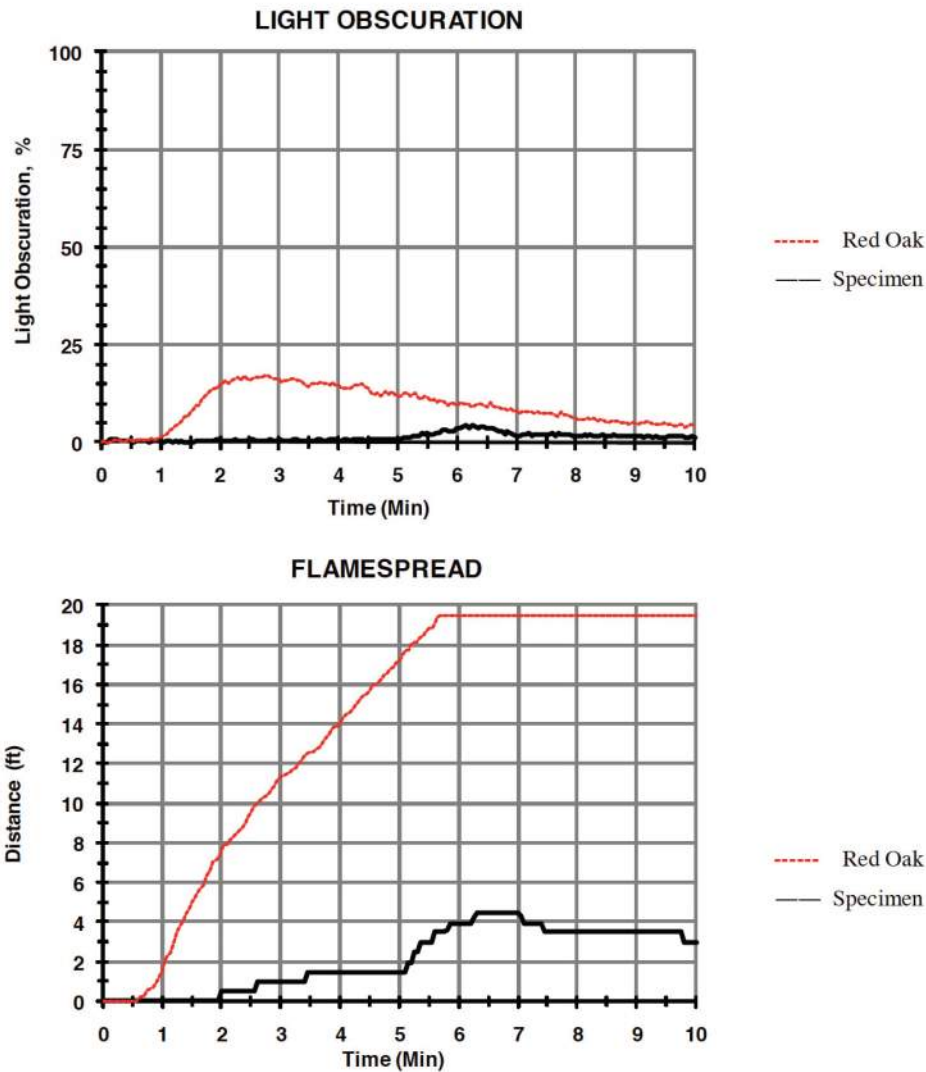 LIGHT OBSCURATION
100
75
50
25
0
Light Obscuration, %
0 1 2 3 4 5 6 7 8 9 10
Time (Min)
Red Oak
Specimen
FLAMESPREAD
20
18
16
14
12
10
8
6
4
2
0
Distance (ft)
0 1 2 3 4 5 6 7 8 9 10
Time (Min)
Red Oak
Specimen